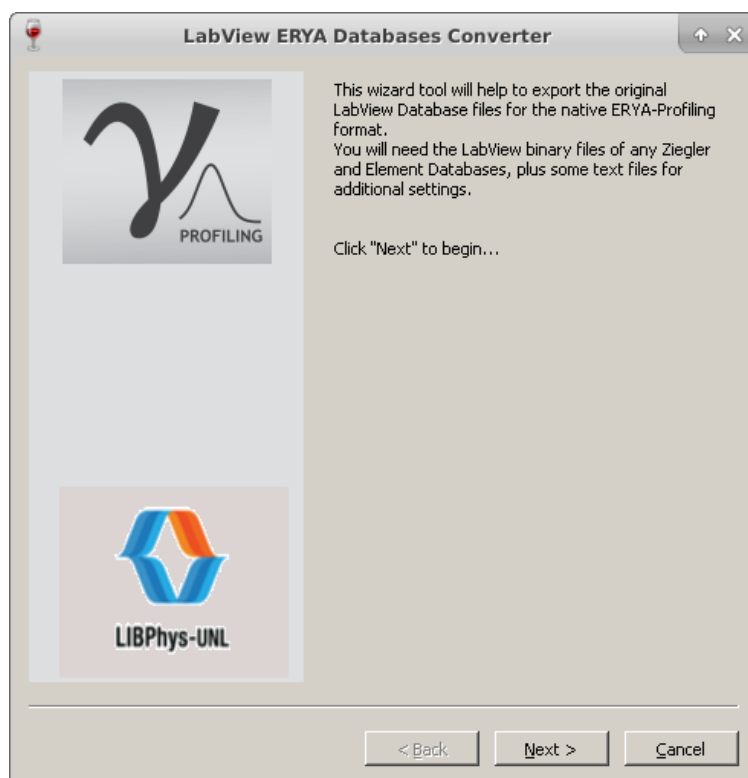 LabView ERYA Databases Converter
PROFILING
This wizard tool will help to export the original
LabView Database files for the native ERYA-Profiling
format.
You will need the LabView binary files of any Ziegler
and Element Databases, plus some text files for
additional settings.
Click "Next" to begin...
LIBPhys-UNL
< Back
Next >
Cancel